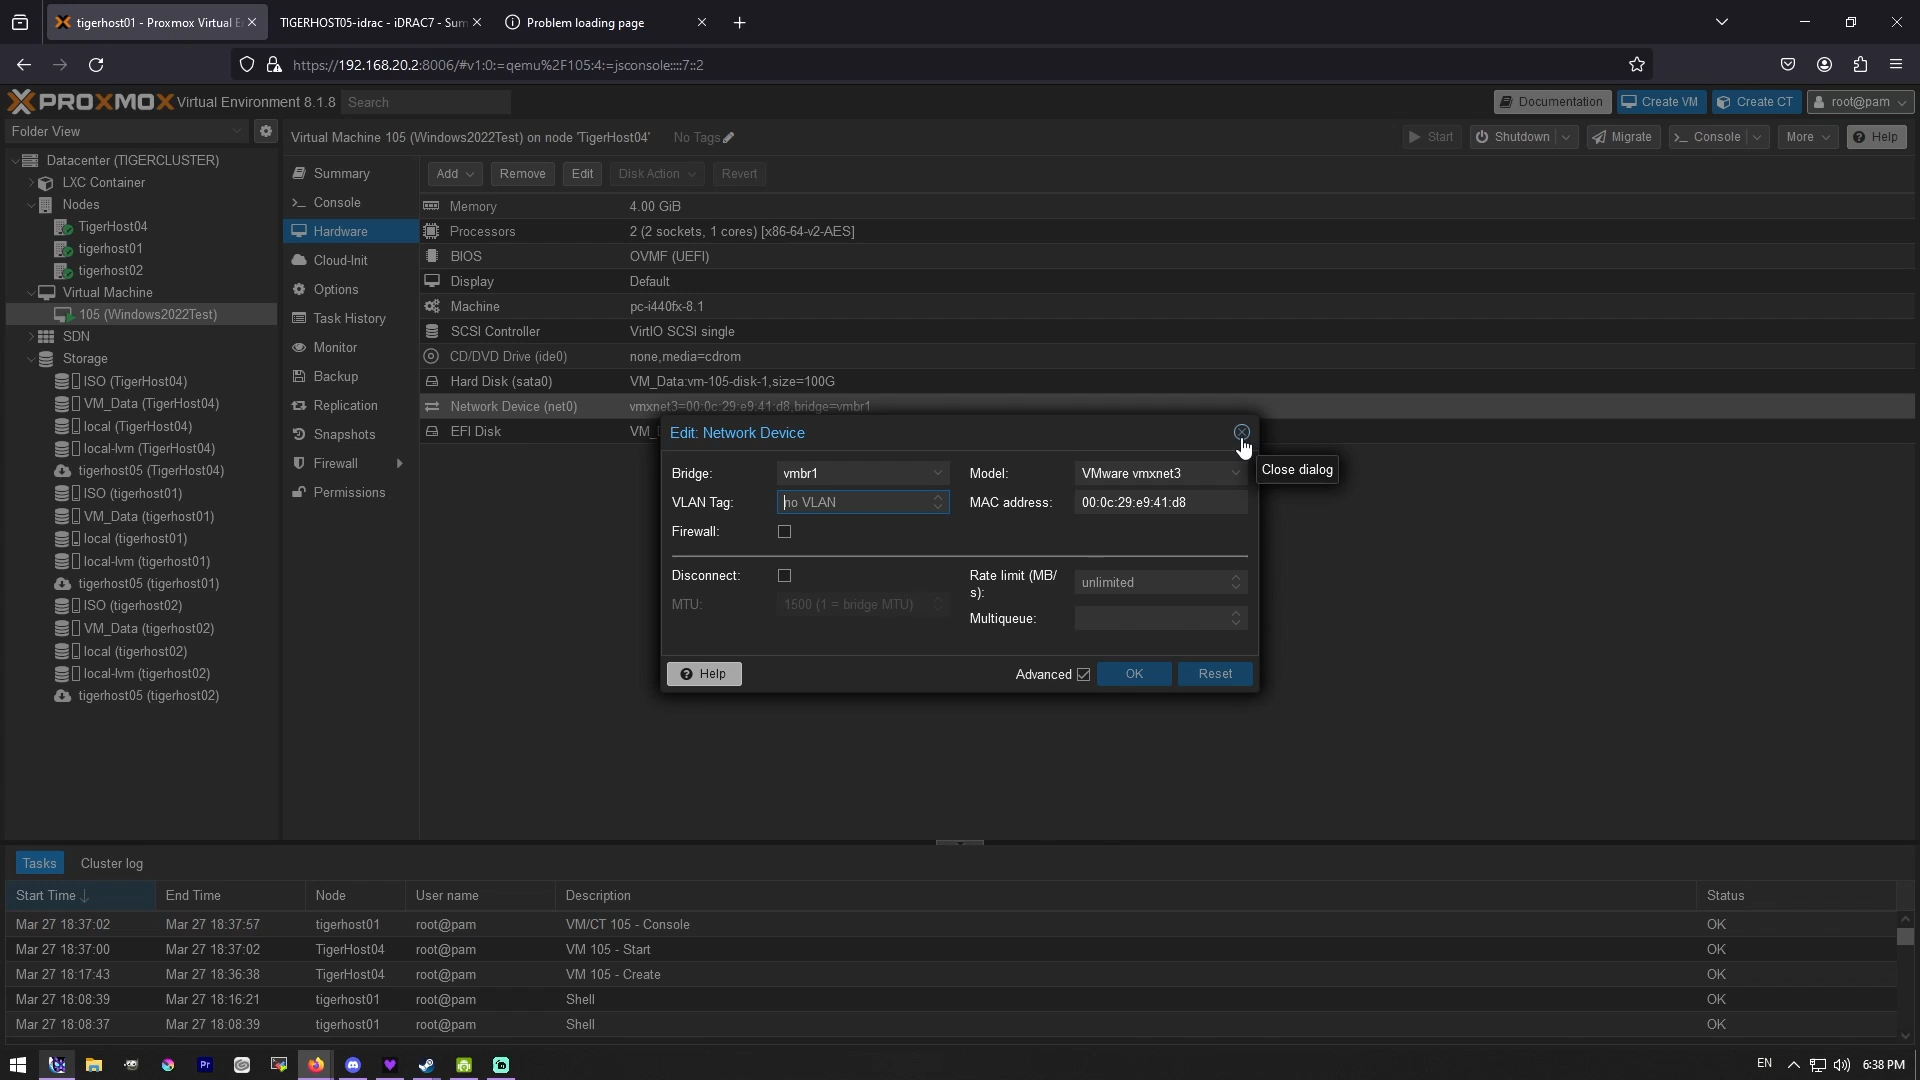 tigerhost01 - Proxmox Virtual E
TIGERHOST05-idrac - iDRAC7 - Sum
Problem loading page
https://192.168.20.2:8006/#v1:0:=qemu%2F105:4:=jsconsole::::7::2
PROXMOX Virtual Environment 8.1.8
Search
Documentation
Create VM
Create CT
root@pam
Folder View
Virtual Machine 105 (Windows2022Test) on node 'TigerHost04'
No Tags
Start
Shutdown
Migrate
Console
More
Help
Datacenter (TIGERCLUSTER)
LXC Container
Nodes
TigerHost04
tigerhost01
tigerhost02
Virtual Machine
105 (Windows2022Test)
SDN
Storage
ISO (TigerHost04)
VM_Data (TigerHost04)
local (TigerHost04)
local-lvm (TigerHost04)
tigerhost05 (TigerHost04)
ISO (tigerhost01)
VM_Data (tigerhost01)
local (tigerhost01)
local-lvm (tigerhost01)
tigerhost05 (tigerhost01)
ISO (tigerhost02)
VM_Data (tigerhost02)
local (tigerhost02)
local-lvm (tigerhost02)
tigerhost05 (tigerhost02)
Summary
Console
Hardware
Cloud-Init
Options
Task History
Monitor
Backup
Replication
Snapshots
Firewall
Permissions
Add
Remove
Edit
Disk Action
Revert
Memory 4.00 GiB
Processors 2 (2 sockets, 1 cores) [x86-64-v2-AES]
BIOS OVMF (UEFI)
Display Default
Machine pc-i440fx-8.1
SCSI Controller VirtIO SCSI single
CD/DVD Drive (ide0) none,media=cdrom
Hard Disk (sata0) VM_Data:vm-105-disk-1,size=100G
Network Device (net0) vmxnet3=00:0c:29:e9:41:d8,bridge=vmbr1
EFI Disk VM_
Edit: Network Device
Close dialog
Bridge: vmbr1
Model: VMware vmxnet3
VLAN Tag: no VLAN
MAC address: 00:0c:29:e9:41:d8
Firewall:
Disconnect:
Rate limit (MB/
s): unlimited
MTU: 1500 (1 = bridge MTU)
Multiqueue:
Help
Advanced
OK
Reset
Tasks
Cluster log
Start Time End Time Node User name Description Status
Mar 27 18:37:02 Mar 27 18:37:57 tigerhost01 root@pam VM/CT 105 - Console OK
Mar 27 18:37:00 Mar 27 18:37:02 TigerHost04 root@pam VM 105 - Start OK
Mar 27 18:17:43 Mar 27 18:36:38 TigerHost04 root@pam VM 105 - Create OK
Mar 27 18:08:39 Mar 27 18:16:21 tigerhost01 root@pam Shell OK
Mar 27 18:08:37 Mar 27 18:08:39 tigerhost01 root@pam Shell OK
Pr
EN
6:38 PM